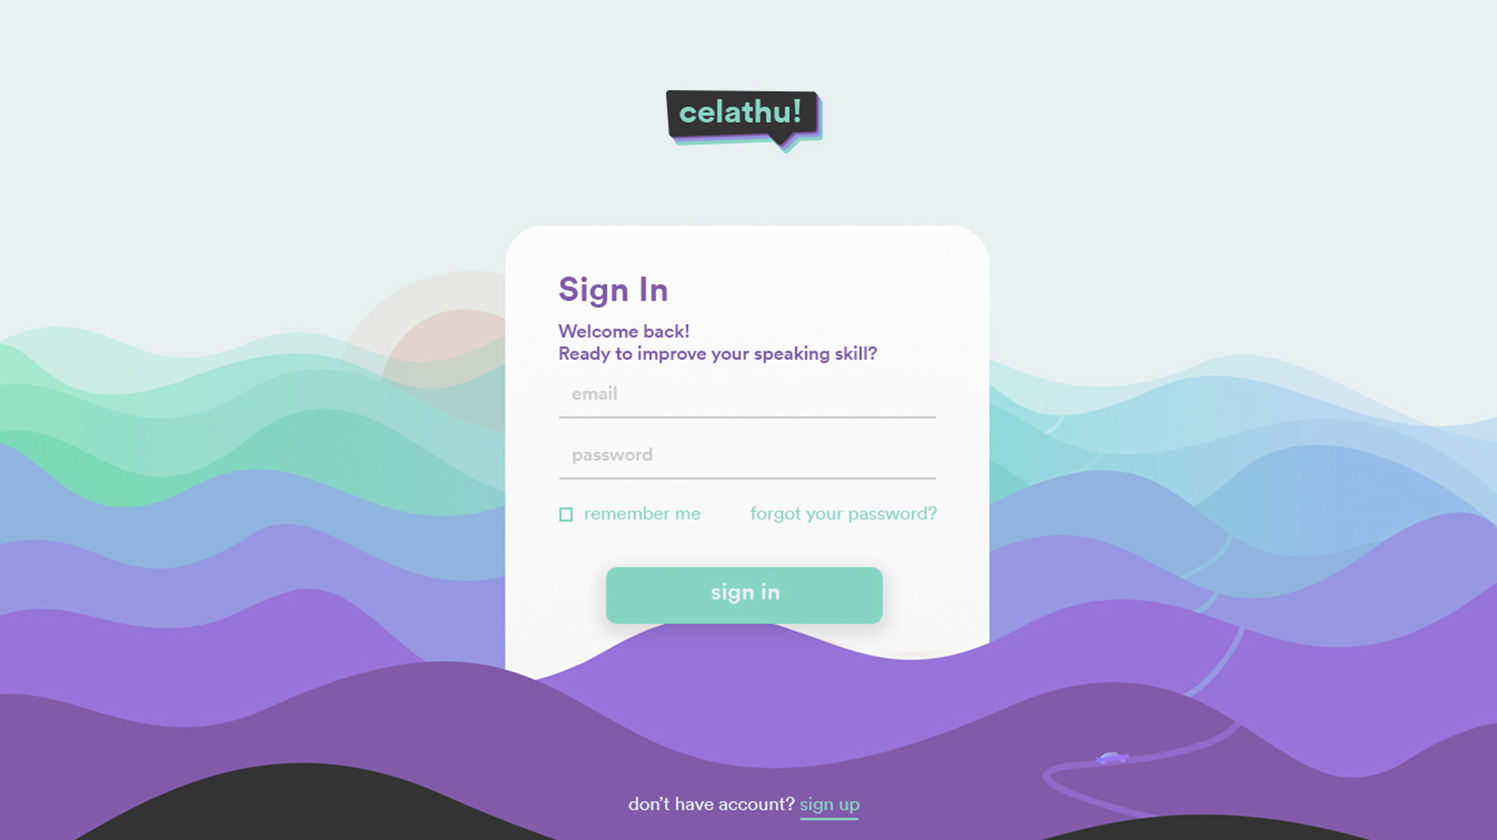 celathu!
Sign In
Welcome back!
Ready to improve your speaking skill?
email
password
remember me
forgot your password?
sign in
don't have account? sign up